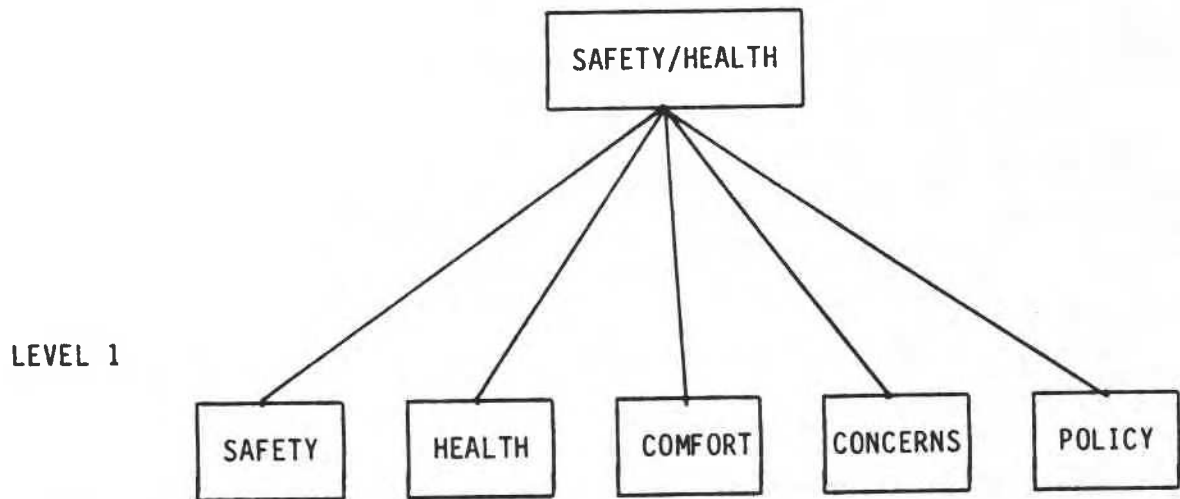 SAFETY/HEALTH
LEVEL 1
SAFETY
HEALTH
COMFORT
CONCERNS
POLICY